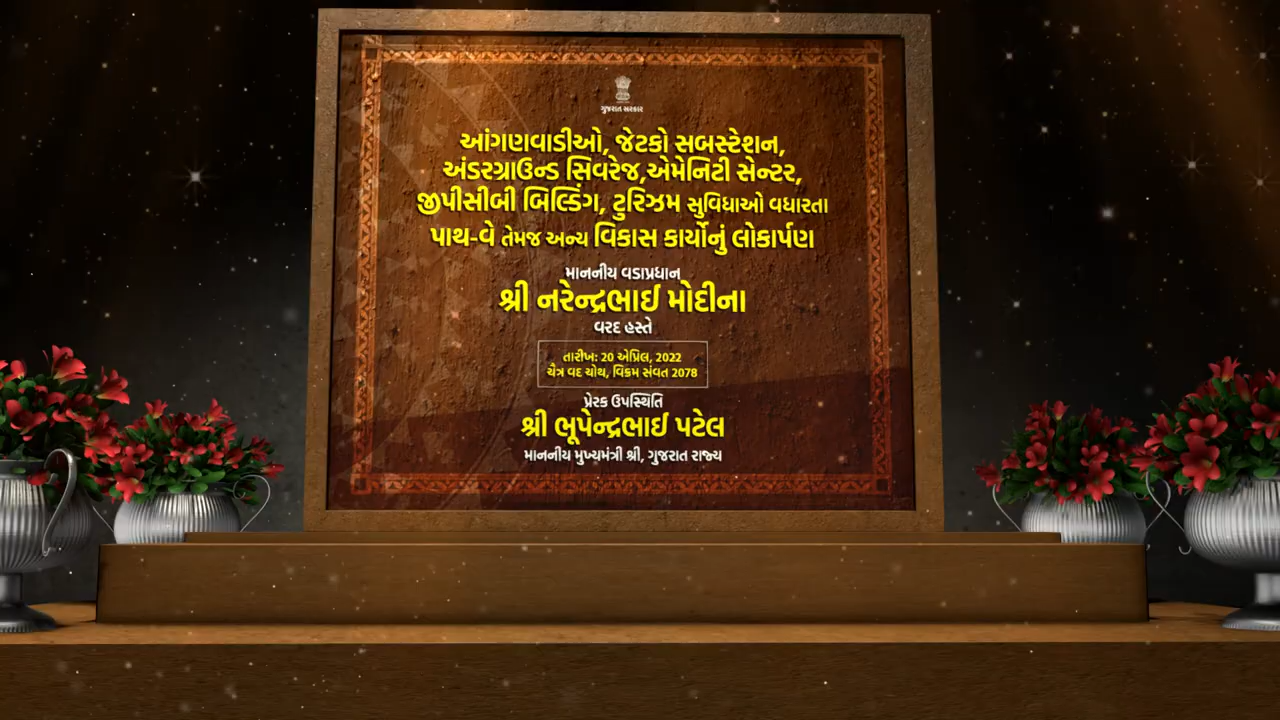 ગુજરાત સરકાર
આંગણવાડીઓ, જેટકો સબસ્ટેશન,
અંડરગ્રાઉન્ડ સિવરેજ,એમેનિટી સેન્ટર,
જીપીસીબી બિલ્ડિંગ, ટુરિઝમ સુવિધાઓ વધારતા
પાથ-વે તેમજ અન્ય વિકાસ કાર્યોનું લોકાર્પણ
માનનીય વડાપ્રધાન
શ્રી નરેન્દ્રભાઈ મોદીના
વરદ હસ્તે
તારીખ: 20 એપ્રિલ, 2022
ચૈત્ર વદ ચોથ, વિક્રમ સંવત 2078
પ્રેરક ઉપસ્થિતિ
શ્રી ભૂપેન્દ્રભાઈ પટેલ
માનનીય મુખ્યમંત્રી શ્રી, ગુજરાત રાજ્ય